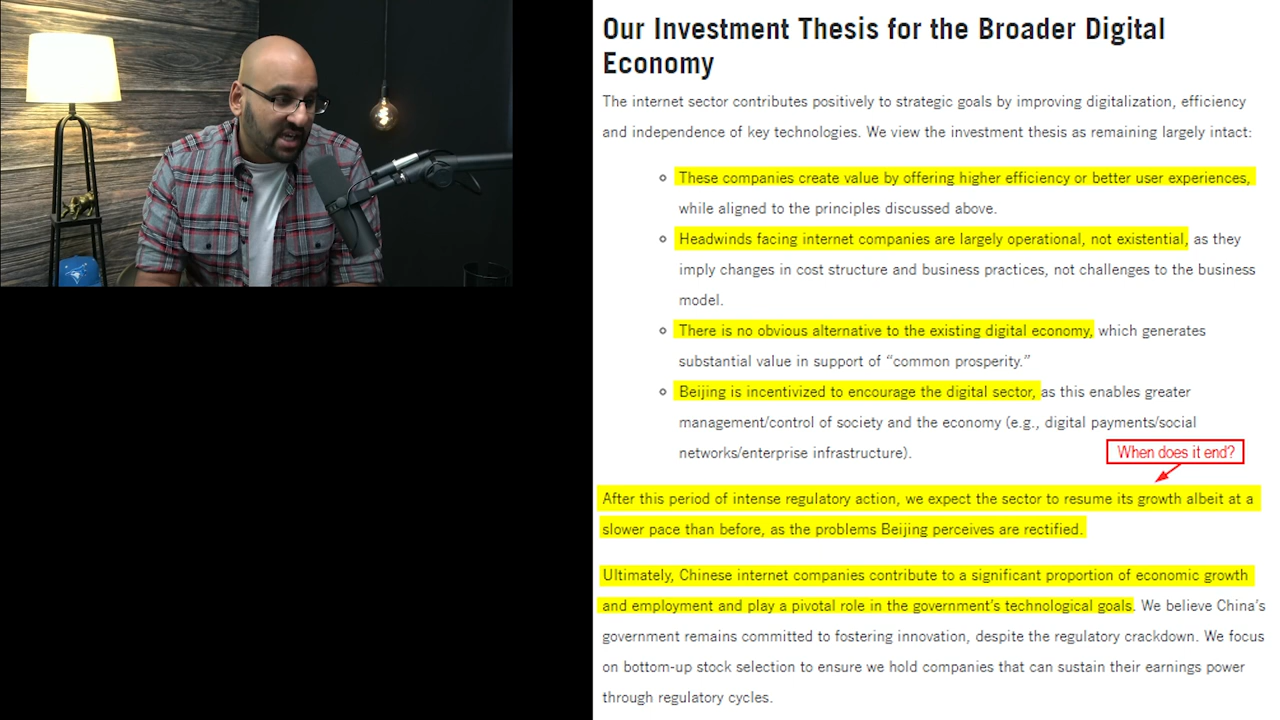 Our Investment Thesis for the Broader Digital
Economy
The internet sector contributes positively to strategic goals by improving digitalization, efficiency
and independence of key technologies. We view the investment thesis as remaining largely intact:
These companies create value by offering higher efficiency or better user experiences,
while aligned to the principles discussed above.
Headwinds facing internet companies are largely operational, not existential, as they
imply changes in cost structure and business practices, not challenges to the business
model.
There is no obvious alternative to the existing digital economy, which generates
substantial value in support of “common prosperity.”
Beijing is incentivized to encourage the digital sector, as this enables greater
management/control of society and the economy (e.g., digital payments/social
networks/enterprise infrastructure).
When does it end?
After this period of intense regulatory action, we expect the sector to resume its growth albeit at a
slower pace than before, as the problems Beijing perceives are rectified.
Ultimately, Chinese internet companies contribute to a significant proportion of economic growth
and employment and play a pivotal role in the government’s technological goals. We believe China’s
government remains committed to fostering innovation, despite the regulatory crackdown. We focus
on bottom-up stock selection to ensure we hold companies that can sustain their earnings power
through regulatory cycles.